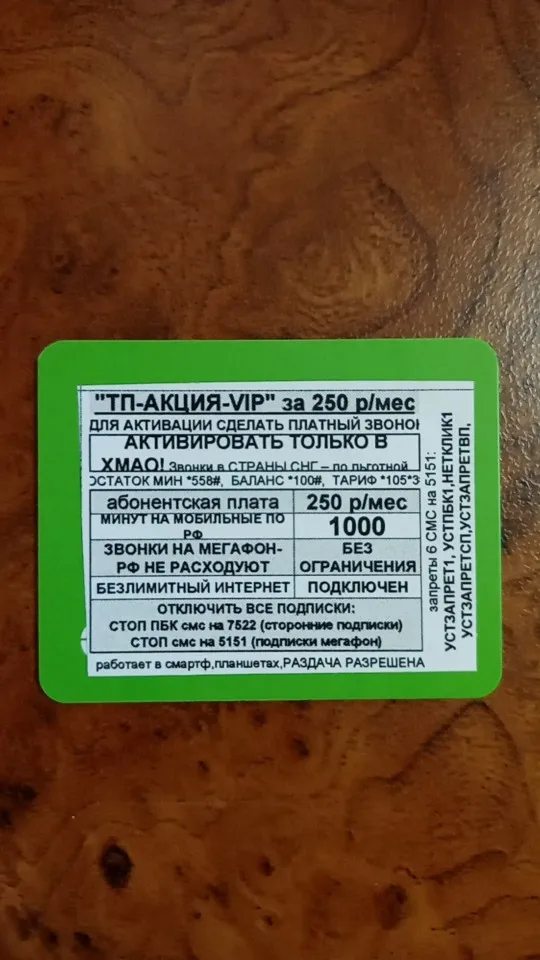 "ТП-АКЦИЯ-VIP" за 250 р/мес
ДЛЯ АКТИВАЦИИ СДЕЛАТЬ ПЛАТНЫЙ ЗВОНО
АКТИВИРОВАТЬ ТОЛЬКО В
ХМАО! Звонки в СТРАНЫ СНГ – по льготной
ОСТАТОК МИН *558#, БАЛАНС *100#, ТАРИФ *105*3
абонентская плата 250 р/мес
МИНУТ НА МОБИЛЬНЫЕ ПО РФ 1000
ЗВОНКИ НА МЕГАФОН-
РФ НЕ РАСХОДУЮТ БЕЗ ОГРАНИЧЕНИЯ
БЕЗЛИМИТНЫЙ ИНТЕРНЕТ ПОДКЛЮЧЕН
ОТКЛЮЧИТЬ ВСЕ ПОДПИСКИ:
СТОП ПБК смс на 7522 (сторонние подписки)
СТОП смс на 5151 (подписки мегафон)
работает в смартф,планшетах,РАЗДАЧА РАЗРЕШЕНА
запреты 6 СМС на 5151:
УСТЗАПРЕТ1, УСТПБК1,НЕТКЛИК1
УСТЗАПРЕТСП,УСТЗАПРЕТВП,